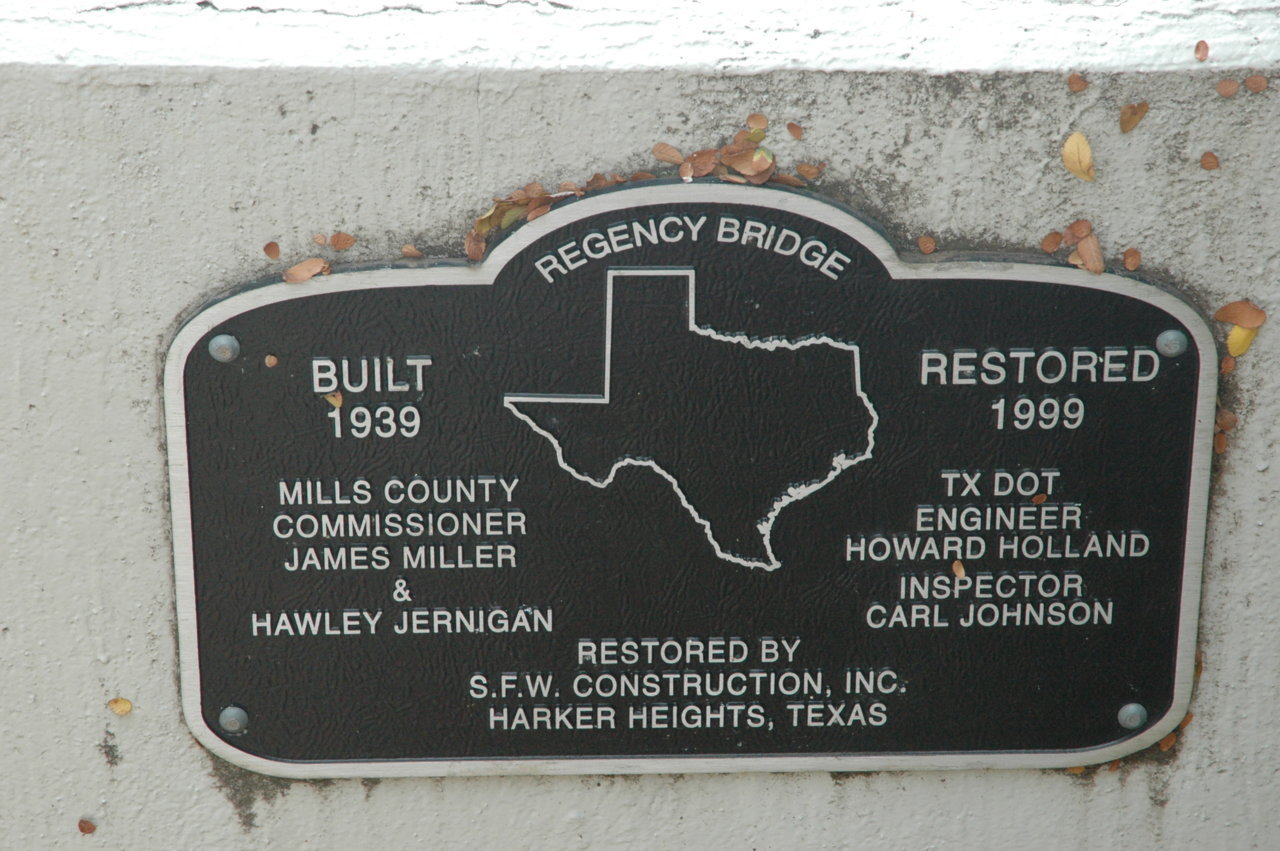 REGENCY BRIDGE
BUILT
1939
MILLS COUNTY
COMMISSIONER
JAMES MILLER
&
HAWLEY JERNIGAN
RESTORED
1999
TX DOT
ENGINEER
HOWARD HOLLAND
INSPECTOR
CARL JOHNSON
RESTORED BY
S.F.W. CONSTRUCTION, INC.
HARKER HEIGHTS, TEXAS